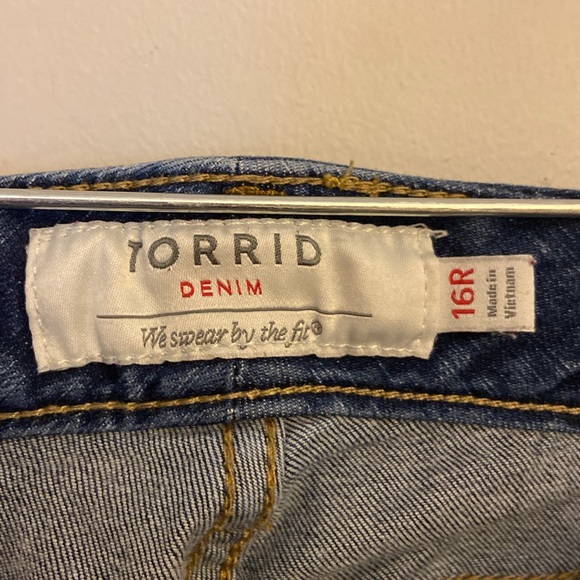 TORRID
DENIM
We swear by the fit®
16R
Made in
Vietnam